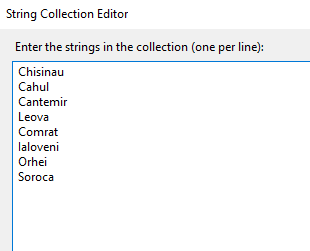 String Collection Editor
Enter the strings in the collection (one per line):
Chisinau
Cahul
Cantemir
Leova
Comrat
Ialoveni
Orhei
Soroca